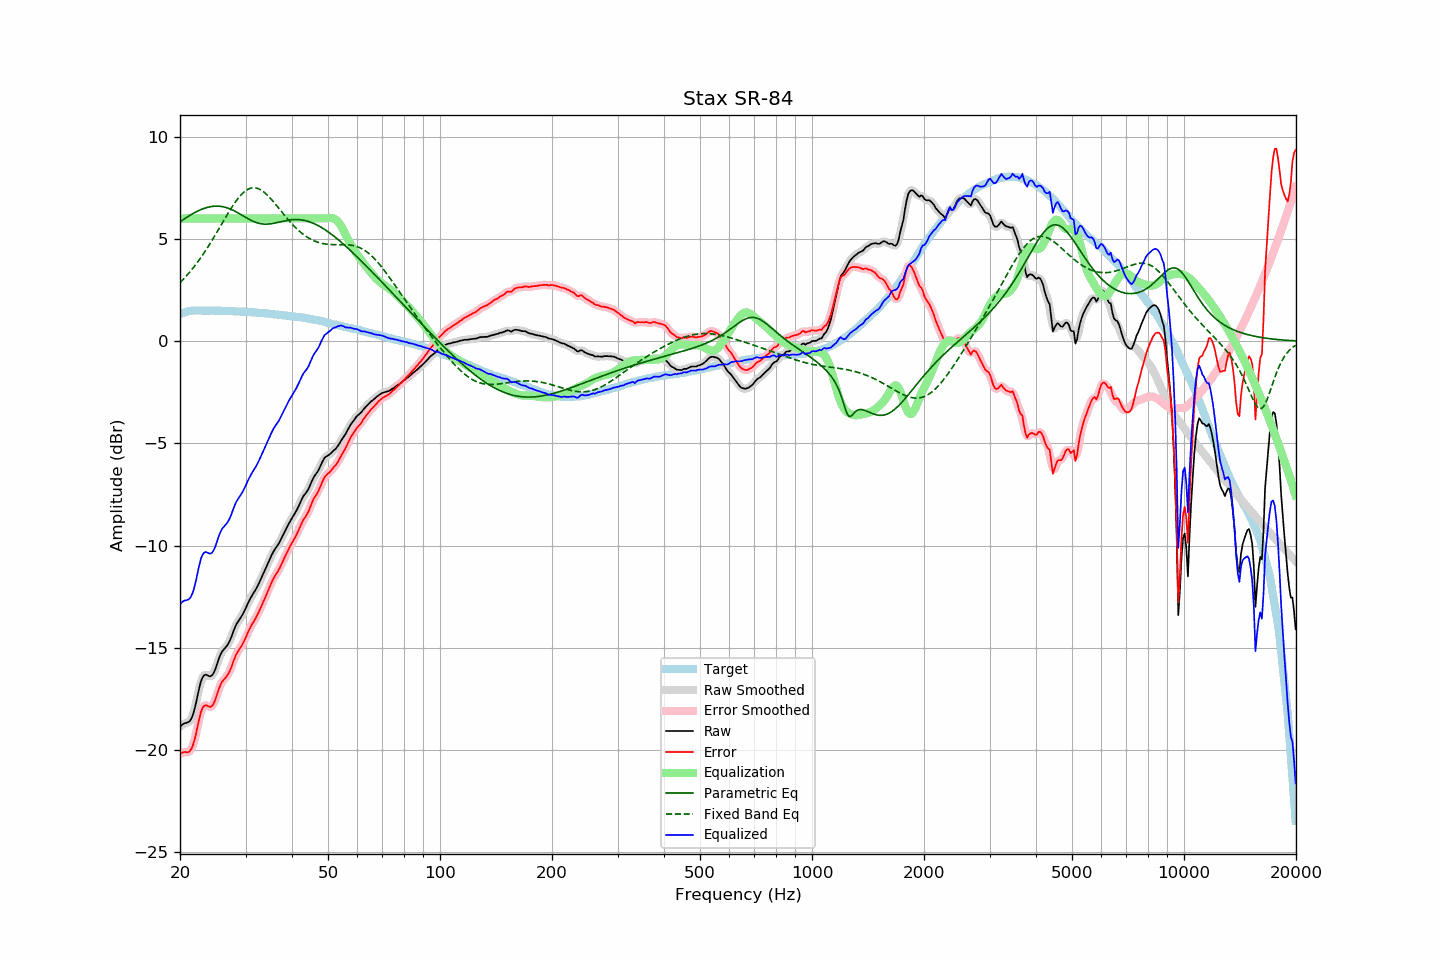 Stax SR-84
10
5
0
−5
−10
−15
−20
−25
Amplitude (dBr)
Target
Raw Smoothed
Error Smoothed
Raw
Error
Equalization
Parametric Eq
Fixed Band Eq
Equalized
20 50 100 200 500 1000 2000 5000 10000 20000
Frequency (Hz)